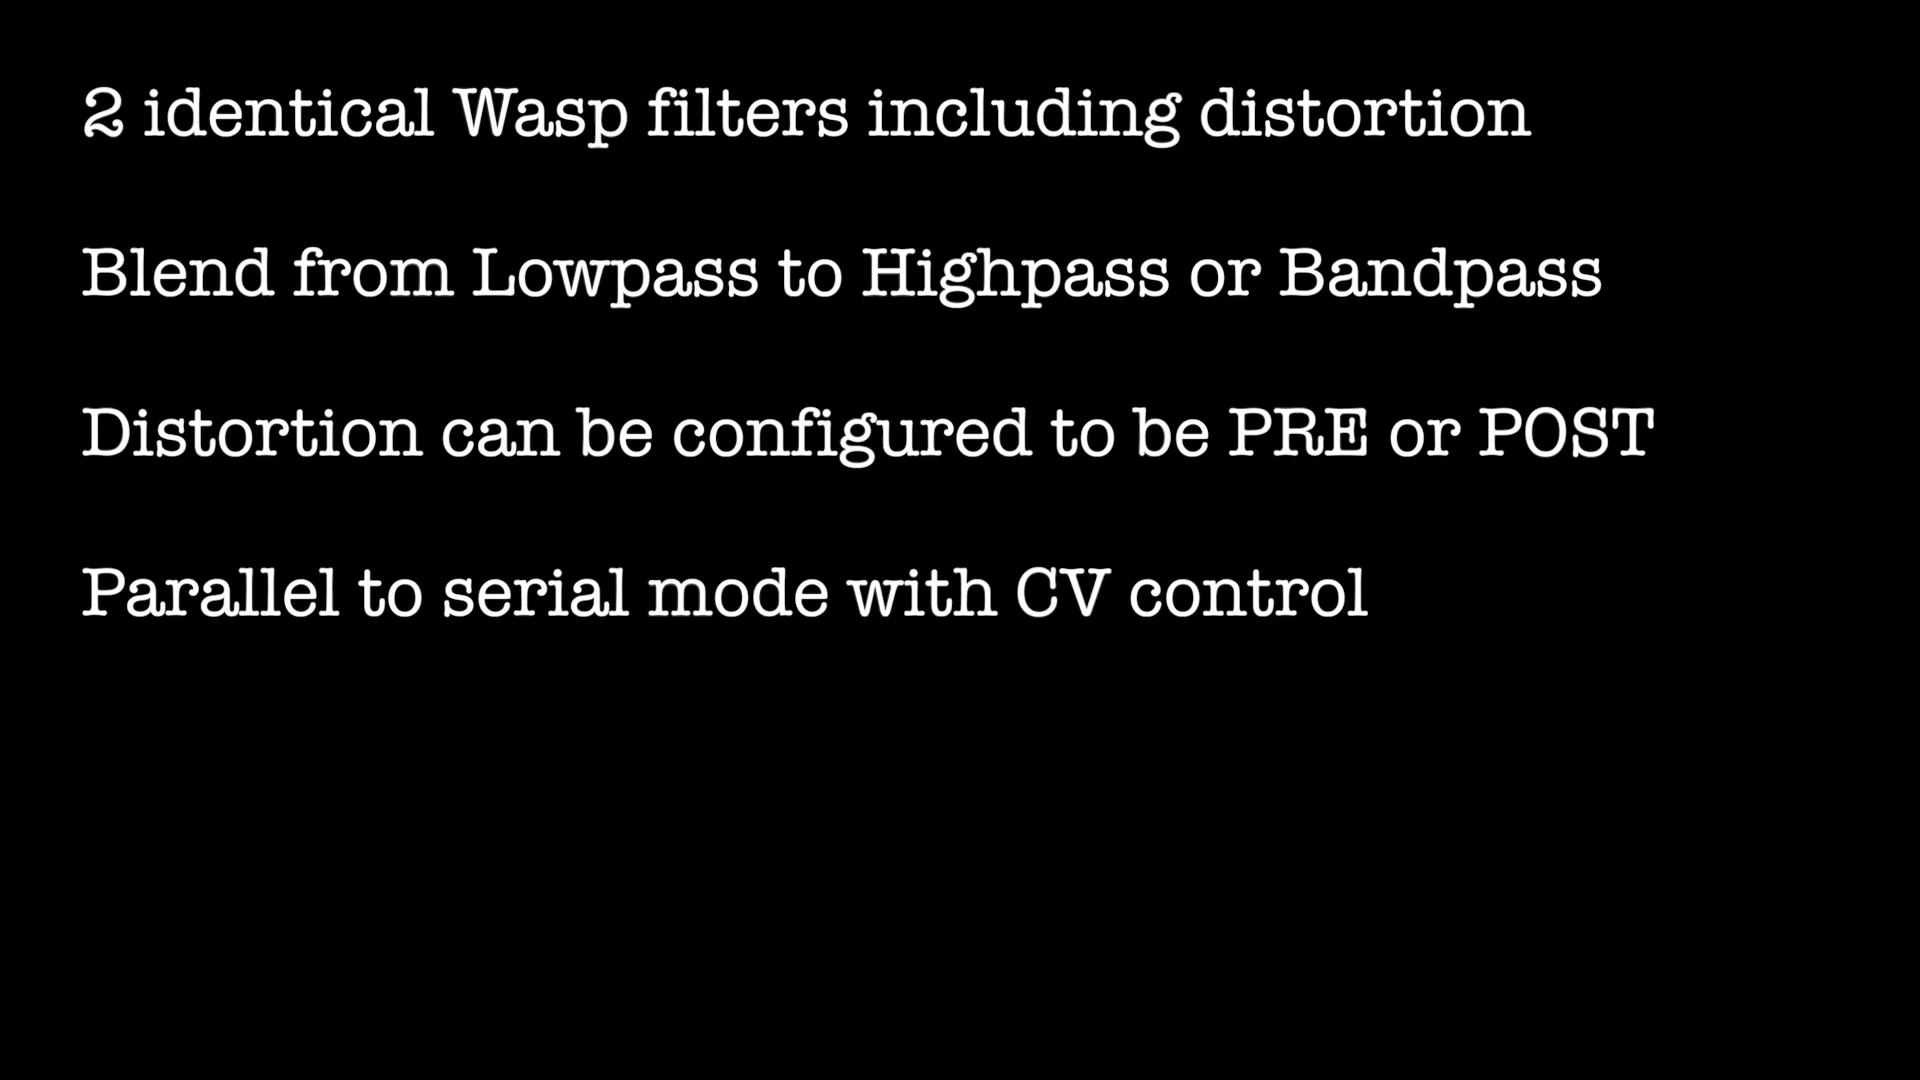 2 identical Wasp filters including distortion
Blend from Lowpass to Highpass or Bandpass
Distortion can be configured to be PRE or POST
Parallel to serial mode with CV control